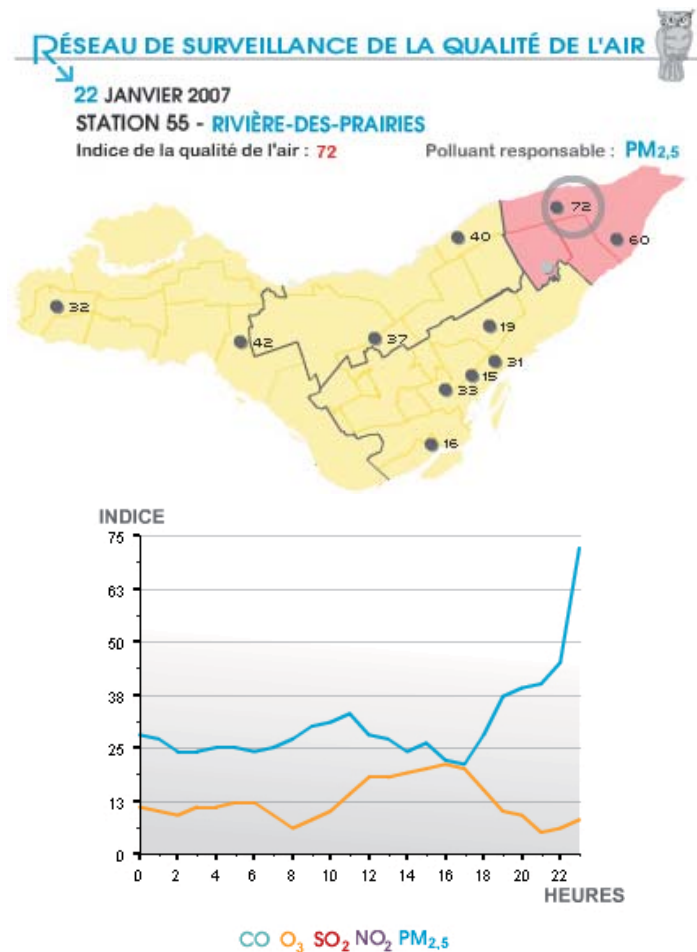 RÉSEAU DE SURVEILLANCE DE LA QUALITÉ DE L'AIR
22 JANVIER 2007
STATION 55 - RIVIÈRE-DES-PRAIRIES
Indice de la qualité de l'air : 72 Polluant responsable : PM2,5
72
40
60
32
19
42
37
31
15
33
16
INDICE
75
63
50
38
25
13
0
0 2 4 6 8 10 12 14 16 18 20 22
HEURES
CO O3 SO2 NO2 PM2,5